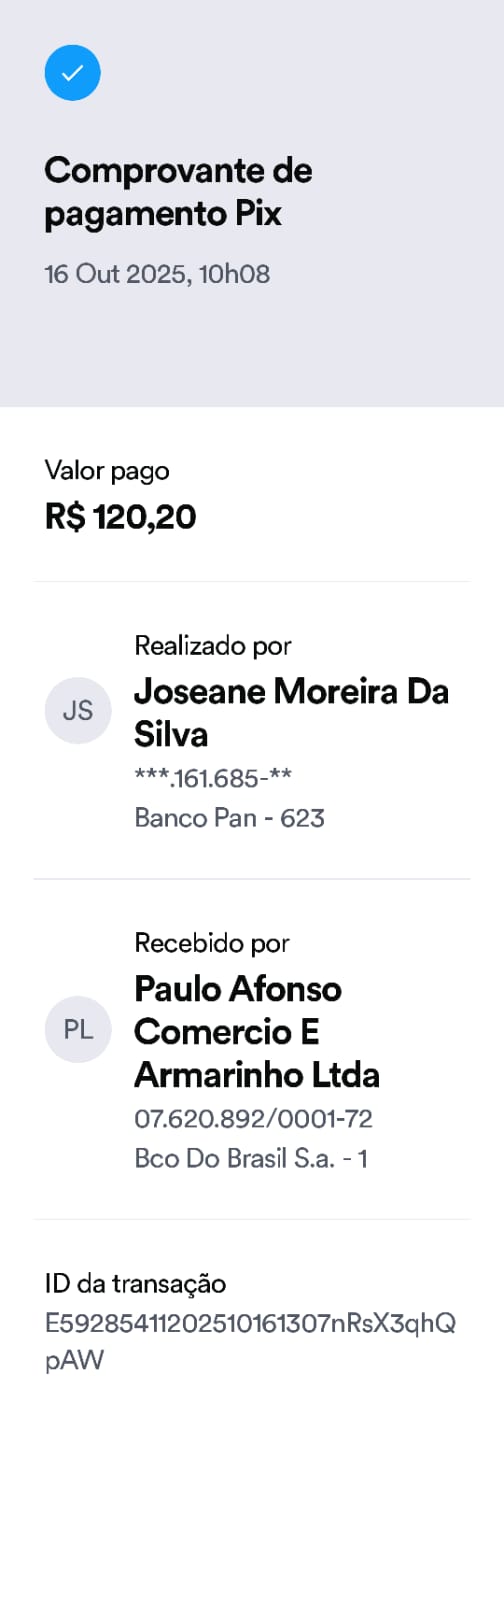 Comprovante de
pagamento Pix
16 Out 2025, 10h08
Valor pago
R$ 120,20
Realizado por
JS
Joseane Moreira Da
Silva
***.161.685-**
Banco Pan - 623
Recebido por
PL
Paulo Afonso
Comercio E
Armarinho Ltda
07.620.892/0001-72
Bco Do Brasil S.a. - 1
ID da transação
E59285411202510161307nRsX3qhQ
pAW